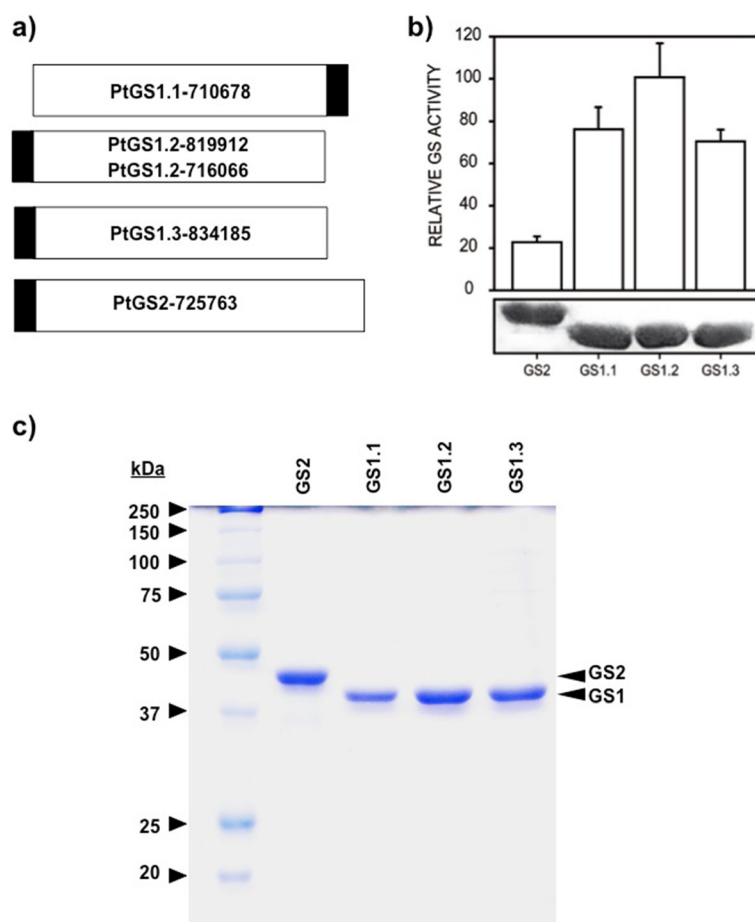 a)
PtGS1.1-710678
PtGS1.2-819912
PtGS1.2-716066
PtGS1.3-834185
PtGS2-725763
b)
RELATIVE GS ACTIVITY
120
100
80
60
40
20
0
GS2 GS1.1 GS1.2 GS1.3
c)
kDa
GS2 GS1.1 GS1.2 GS1.3
250
150
100
75
50
37
25
20
GS2
GS1